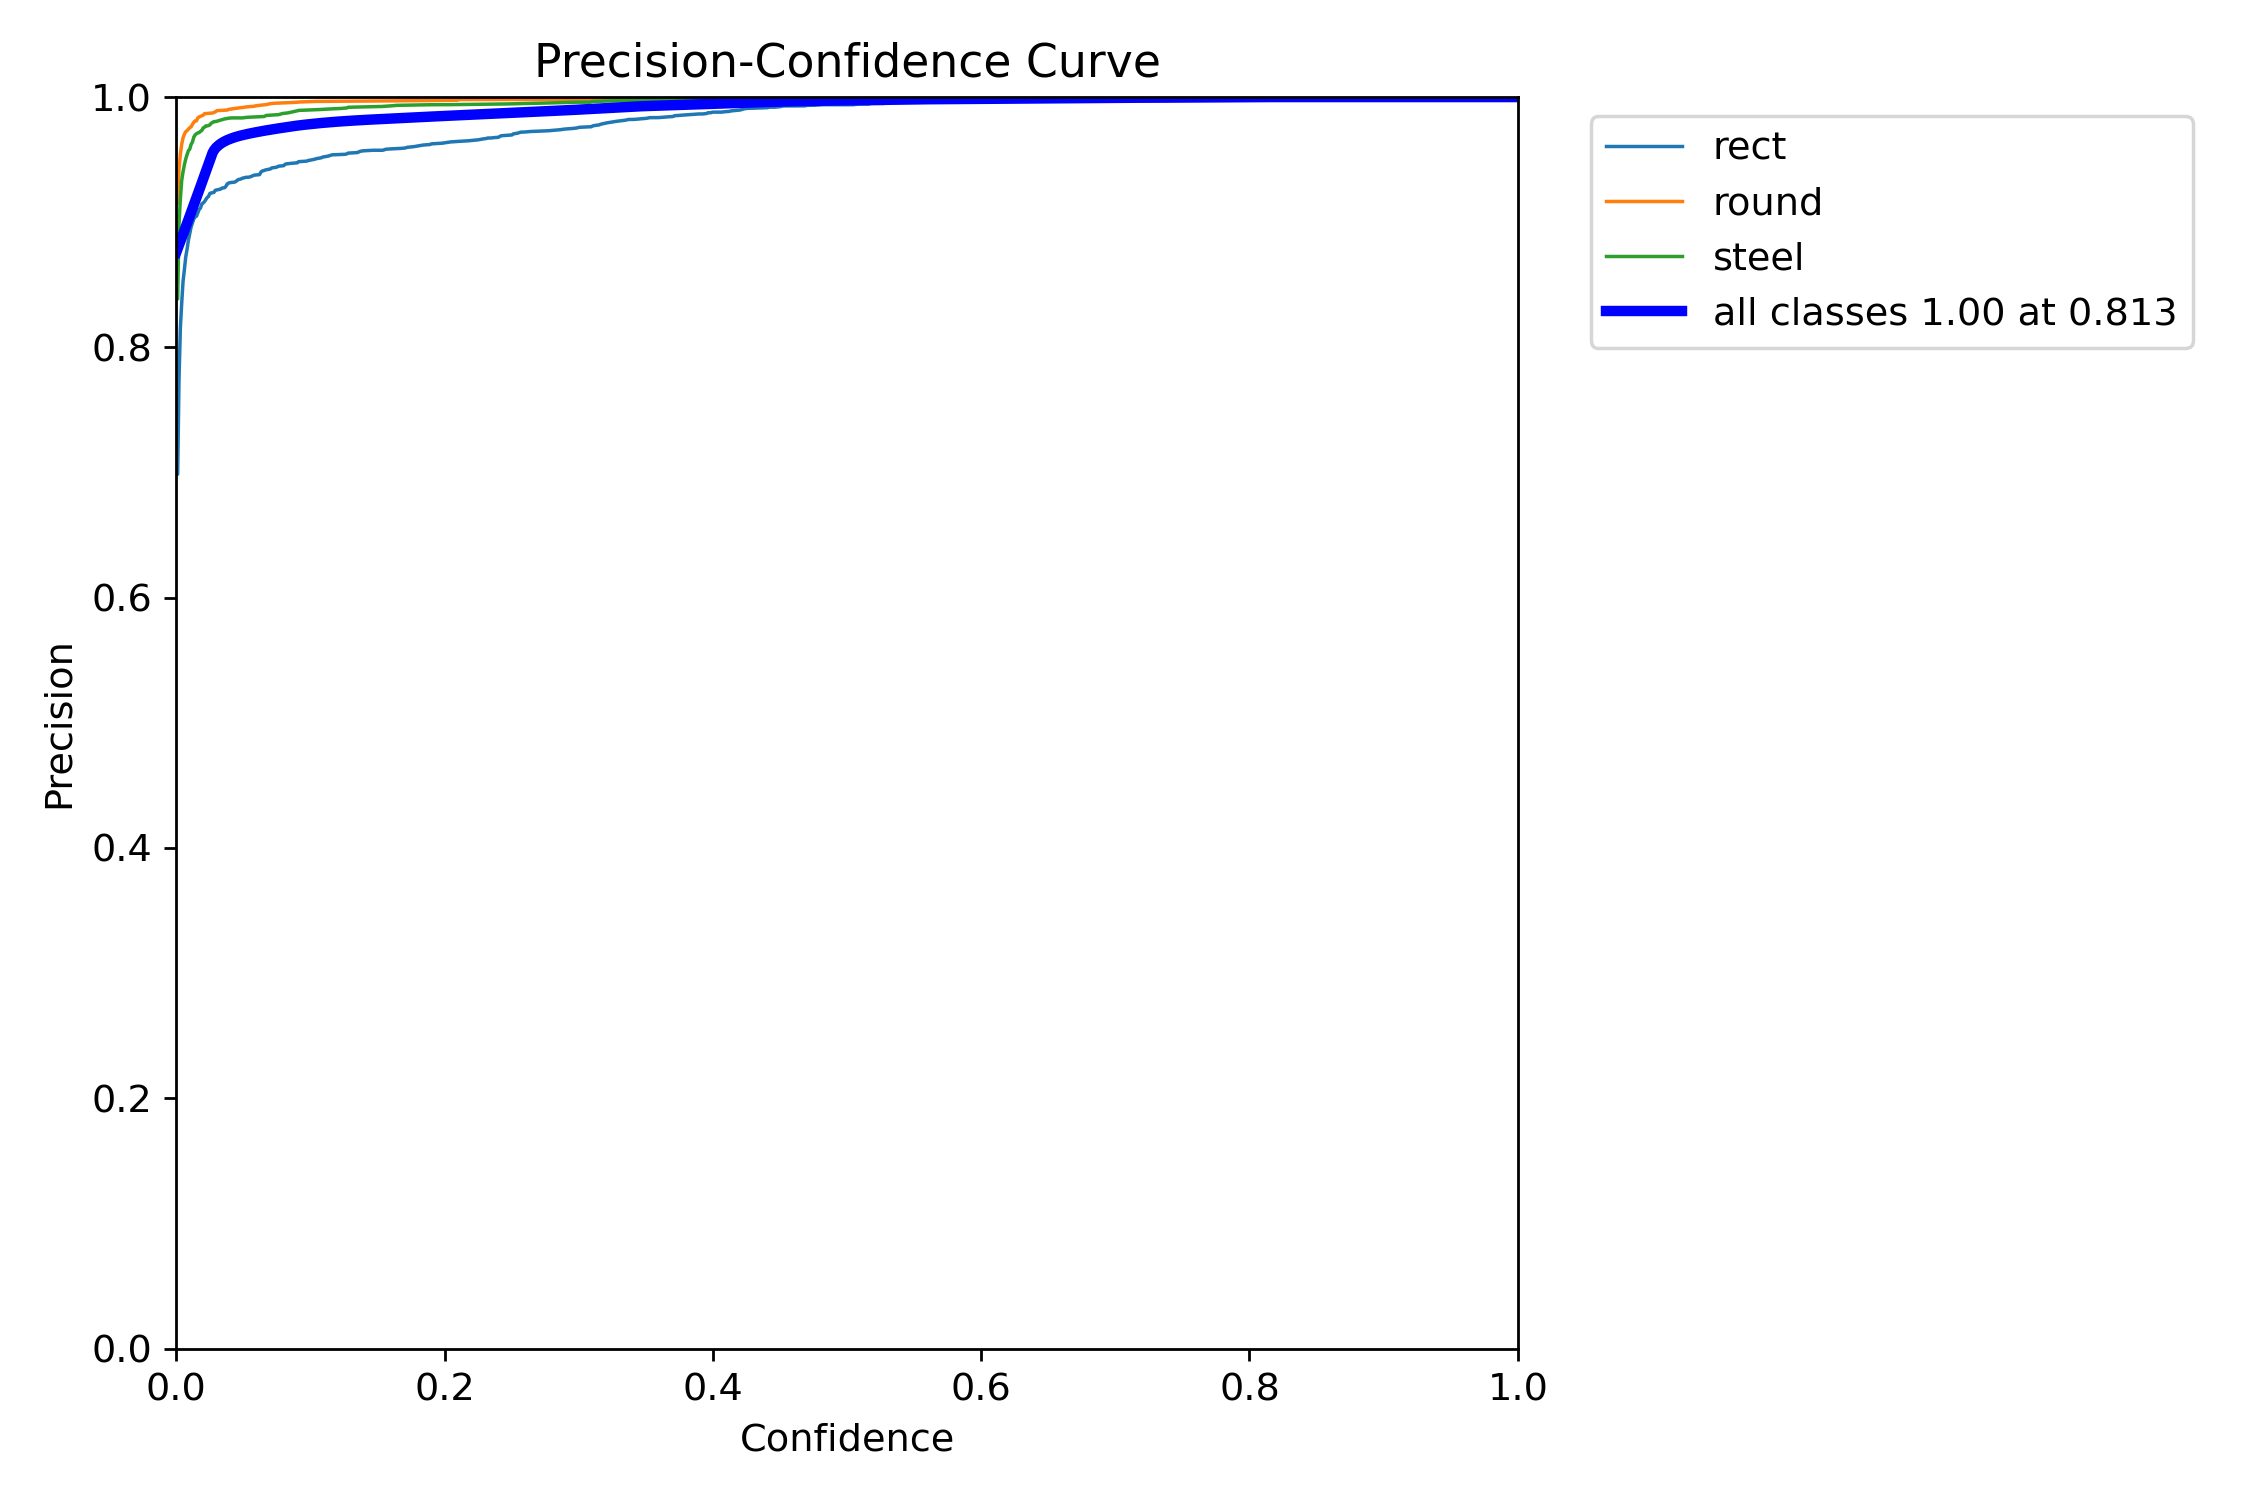 Precision-Confidence Curve
1.0
0.8
0.6
0.4
0.2
0.0
Precision
0.0 0.2 0.4 0.6 0.8 1.0
Confidence
rect
round
steel
all classes 1.00 at 0.813